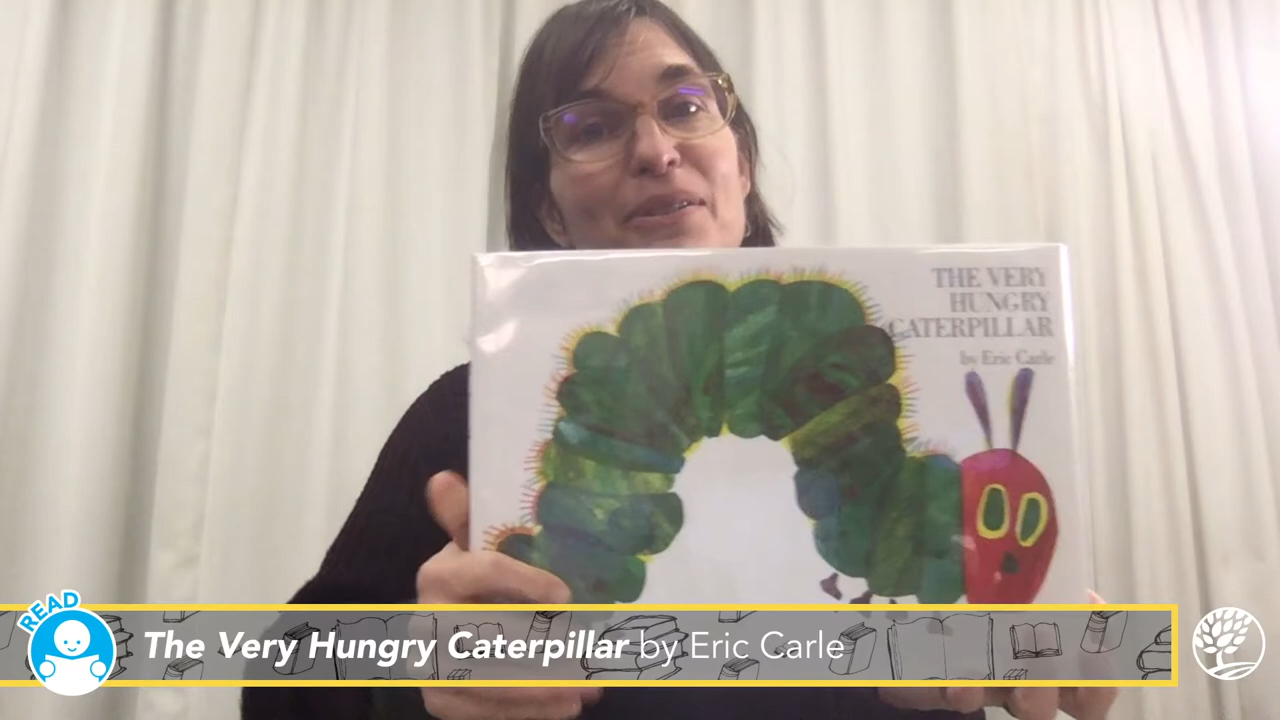 THE VERY
HUNGRY
CATERPILLAR
by Eric Carle
READ
The Very Hungry Caterpillar by Eric Carle